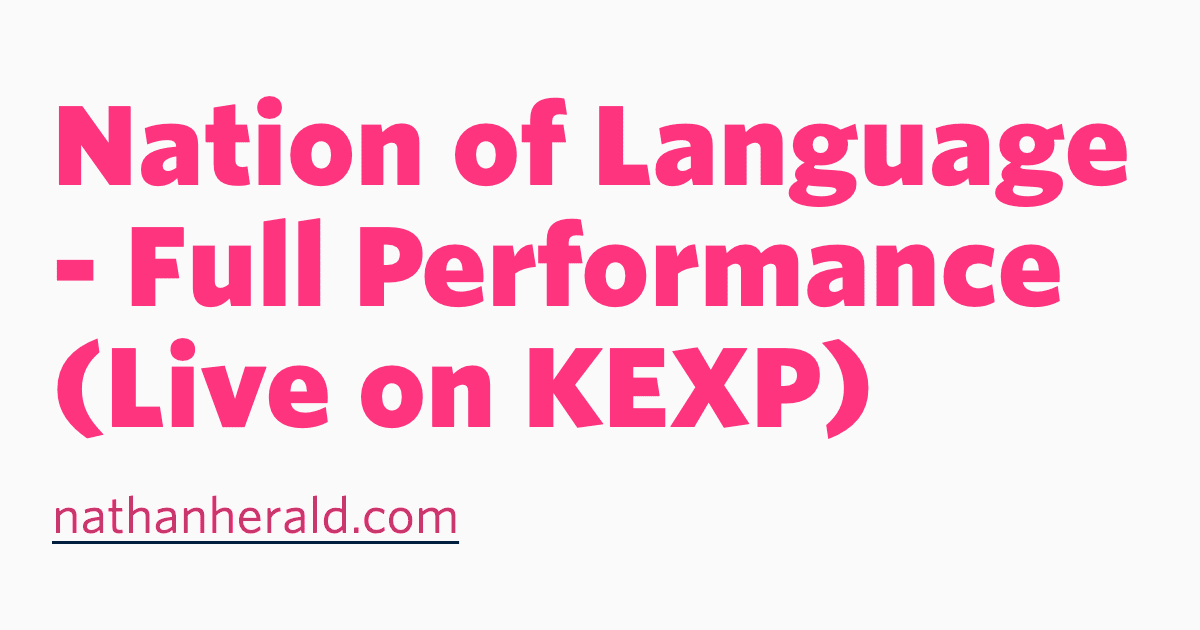 Nation of Language
- Full Performance
(Live on KEXP)
nathanherald.com